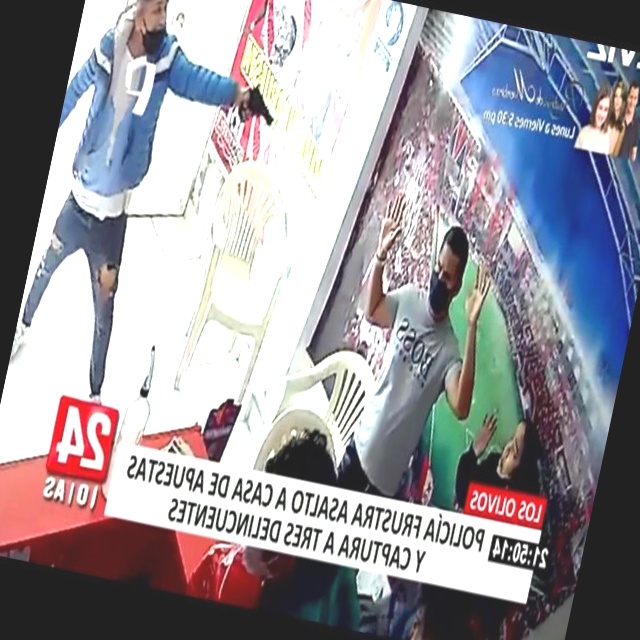 Lunes a Viernes 5:30 pm
BOSS
LOS OLIVOS
21:50:14
POLICÍA FRUSTRA ASALTO A CASA DE APUESTAS
Y CAPTURA A TRES DELINCUENTES
24